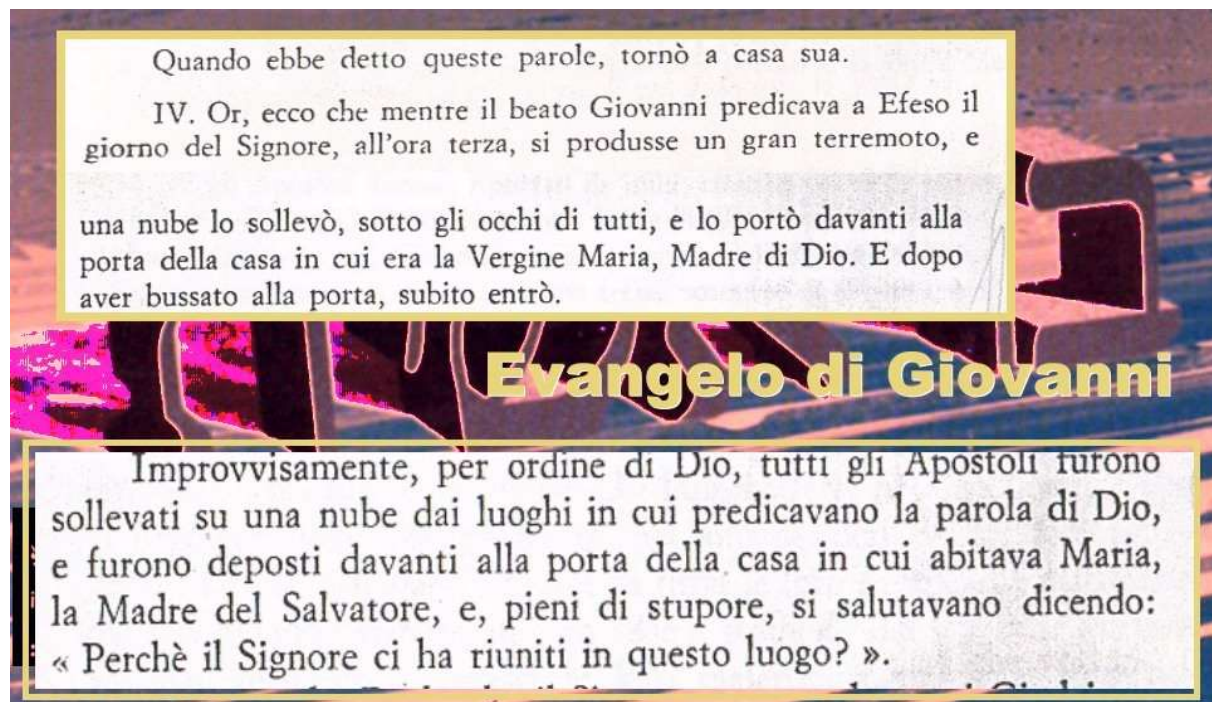 Quando ebbe detto queste parole, tornò a casa sua.
IV. Or, ecco che mentre il beato Giovanni predicava a Efeso il
giorno del Signore, all'ora terza, si produsse un gran terremoto, e
una nube lo sollevò, sotto gli occhi di tutti, e lo portò davanti alla
porta della casa in cui era la Vergine Maria, Madre di Dio. E dopo
aver bussato alla porta, subito entrò.
Evangelo di Giovanni
Improvvisamente, per ordine di Dio, tutti gli Apostoli furono
sollevati su una nube dai luoghi in cui predicavano la parola di Dio,
e furono deposti davanti alla porta della casa in cui abitava Maria,
la Madre del Salvatore, e, pieni di stupore, si salutavano dicendo:
« Perchè il Signore ci ha riuniti in questo luogo? ».